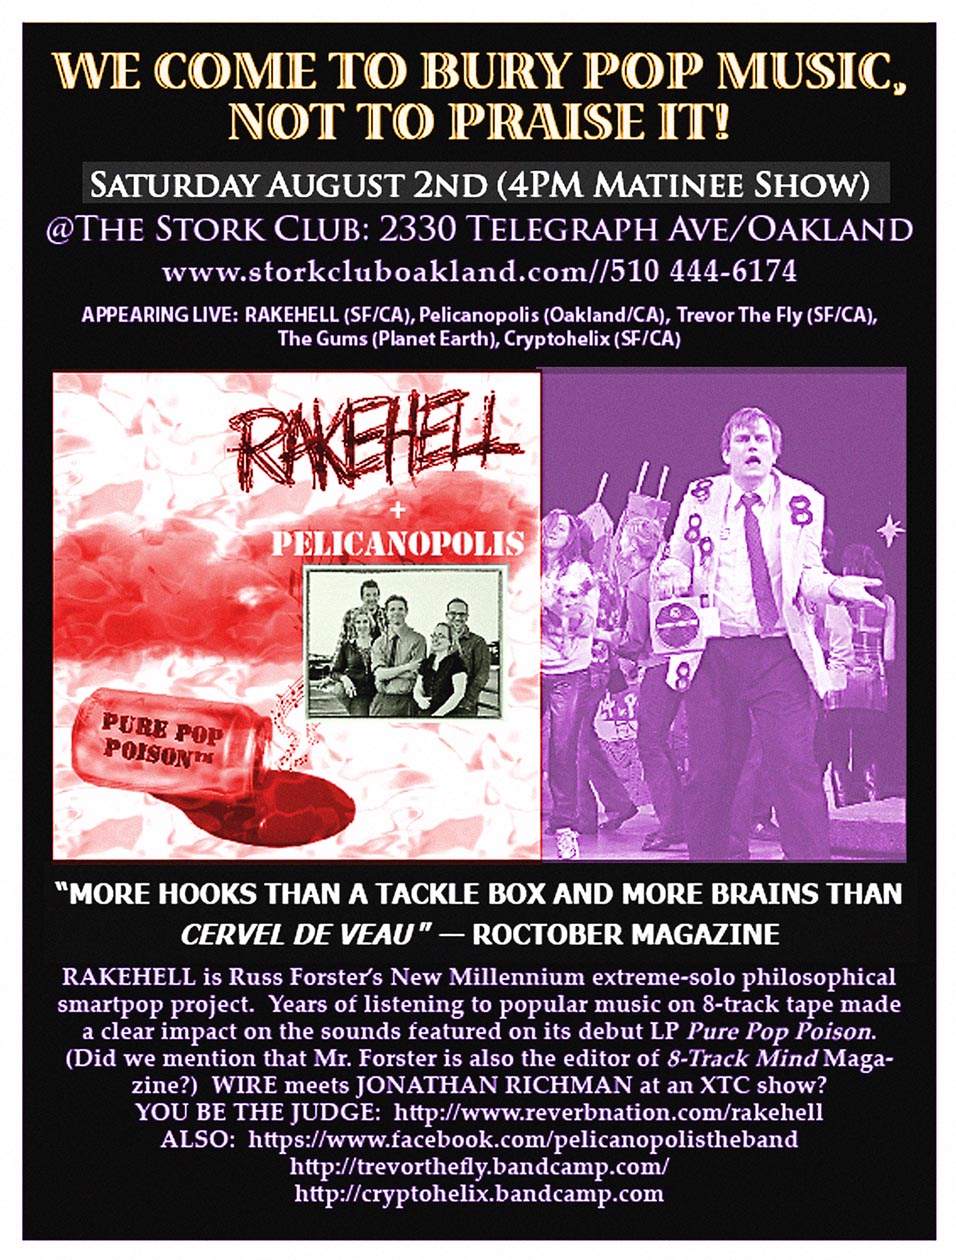 WE COME TO BURY POP MUSIC,
NOT TO PRAISE IT!
SATURDAY AUGUST 2ND (4PM MATINEE SHOW)
@THE STORK CLUB: 2330 TELEGRAPH AVE/OAKLAND
www.storkcluboakland.com//510 444-6174
APPEARING LIVE: RAKEHELL (SF/CA), Pelicanopolis (Oakland/CA), Trevor The Fly (SF/CA),
The Gums (Planet Earth), Cryptohelix (SF/CA)
RAKEHELL
+
PELICANOPOLIS
PURE POP
POISON™
8
8
8
8
8
"MORE HOOKS THAN A TACKLE BOX AND MORE BRAINS THAN
CERVEL DE VEAU" — ROCTOBER MAGAZINE
RAKEHELL is Russ Forster's New Millennium extreme-solo philosophical
smartpop project. Years of listening to popular music on 8-track tape made
a clear impact on the sounds featured on its debut LP Pure Pop Poison.
(Did we mention that Mr. Forster is also the editor of 8-Track Mind Maga-
zine?) WIRE meets JONATHAN RICHMAN at an XTC show?
YOU BE THE JUDGE: http://www.reverbnation.com/rakehell
ALSO: https://www.facebook.com/pelicanopolistheband
http://trevorthefly.bandcamp.com/
http://cryptohelix.bandcamp.com